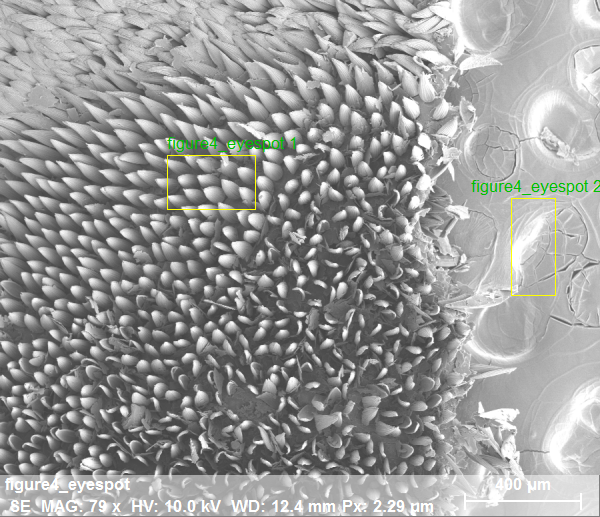 figure4_eyespot 1
figure4_eyespot 2
figure4_eyespot
400 µm
SE MAG: 79 x HV: 10.0 kV WD: 12.4 mm Px: 2.29 µm